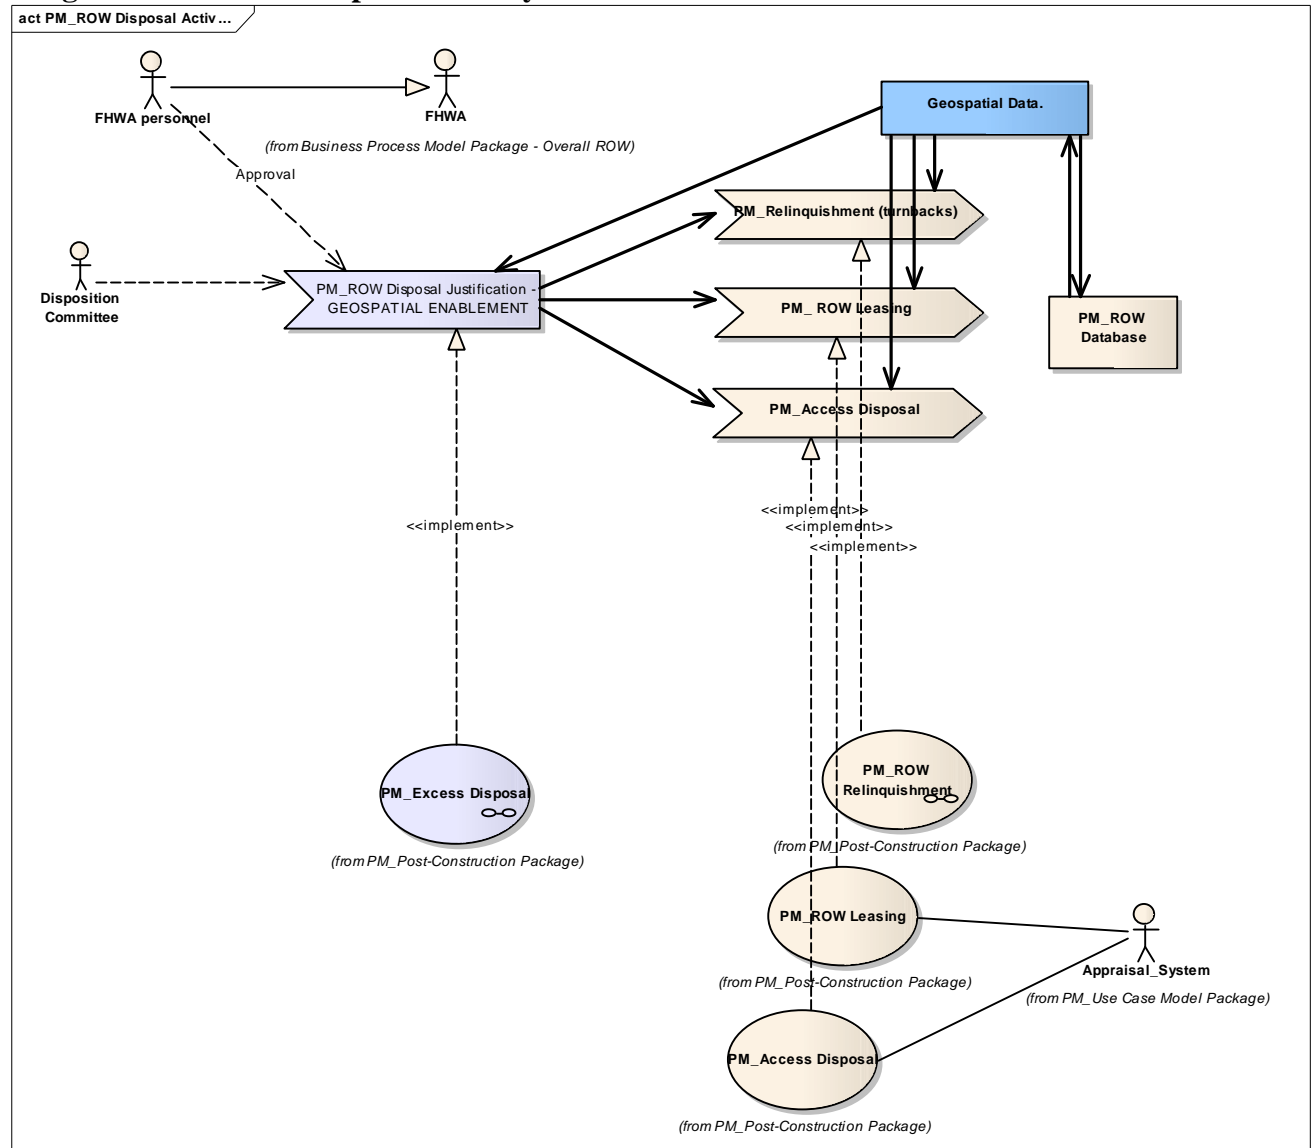 act PM_ROW Disposal Activ...
FHWA personnel
FHWA
(from Business Process Model Package - Overall ROW)
Approval
Geospatial Data.
PM_Relinquishment (turnbacks)
Disposition
Committee
PM_ROW Disposal Justification -
GEOSPATIAL ENABLEMENT
PM_ ROW Leasing
PM_ROW
Database
PM_Access Disposal
<<implement>>
<<implement>>
<<implement>>
<<implement>>
PM_Excess Disposal
(from PM_Post-Construction Package)
PM_ROW
Relinquishment
(from PM_Post-Construction Package)
PM_ROW Leasing
(from PM_Post-Construction Package)
Appraisal_System
(from PM_Use Case Model Package)
PM_Access Disposal
(from PM_Post-Construction Package)